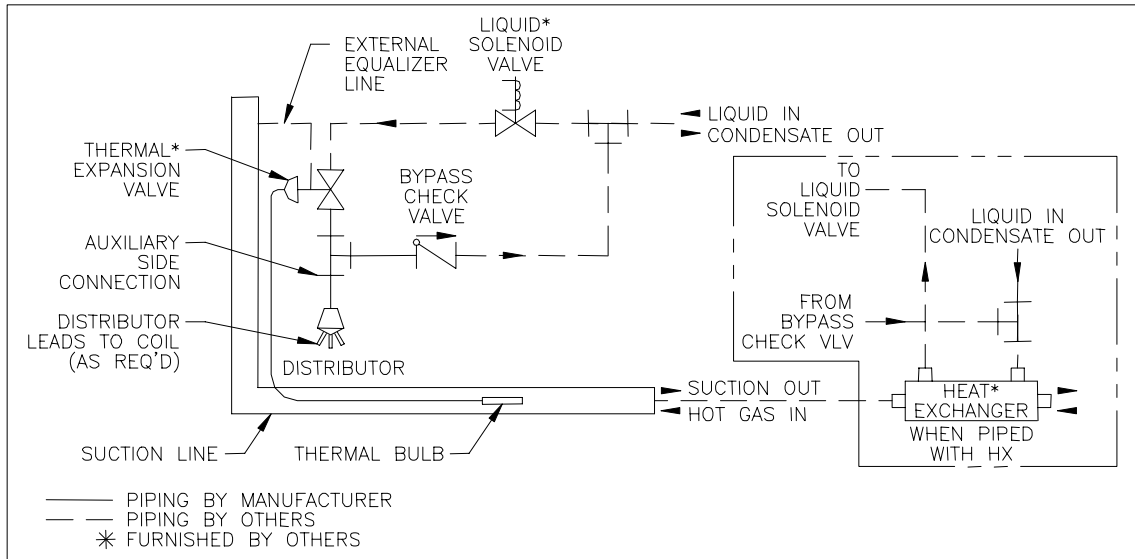 LIQUID*
SOLENOID
VALVE
EXTERNAL
EQUALIZER
LINE
LIQUID IN
CONDENSATE OUT
THERMAL*
EXPANSION
VALVE
BYPASS
CHECK
VALVE
TO
LIQUID
SOLENOID
VALVE
LIQUID IN
CONDENSATE OUT
AUXILIARY
SIDE
CONNECTION
FROM
BYPASS
CHECK VLV
DISTRIBUTOR
LEADS TO COIL
(AS REQ'D)
DISTRIBUTOR
SUCTION OUT
HOT GAS IN
HEAT*
EXCHANGER
WHEN PIPED
WITH HX
SUCTION LINE
THERMAL BULB
PIPING BY MANUFACTURER
PIPING BY OTHERS
* FURNISHED BY OTHERS